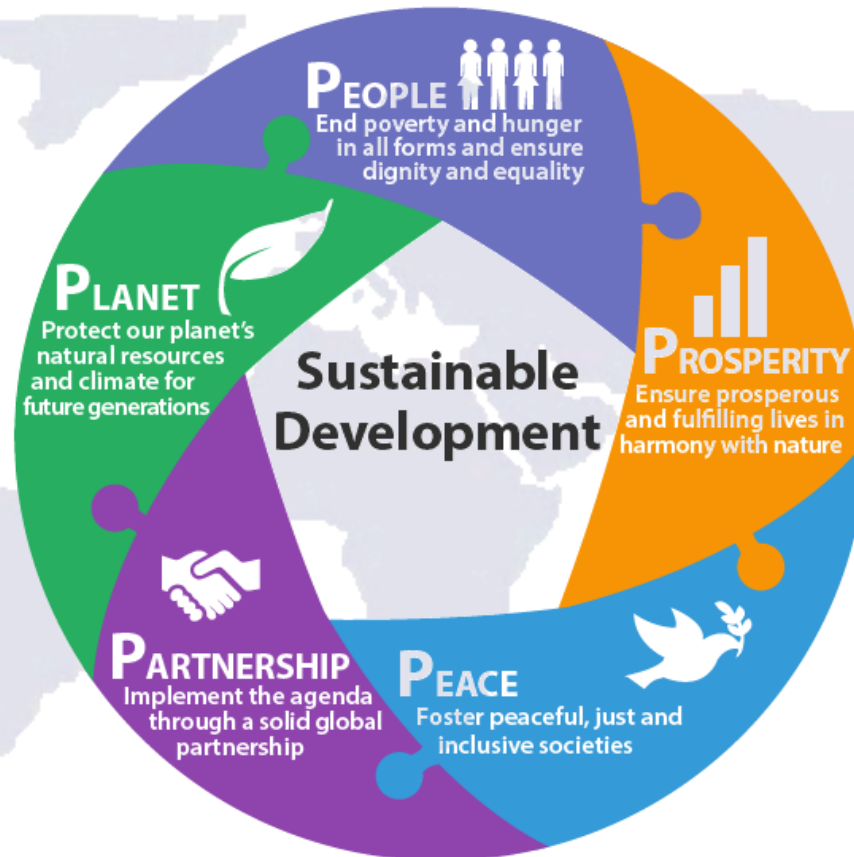 PEOPLE
End poverty and hunger
in all forms and ensure
dignity and equality
PROSPERITY
Ensure prosperous
and fulfilling lives in
harmony with nature
PEACE
Foster peaceful, just and
inclusive societies
PARTNERSHIP
Implement the agenda
through a solid global
partnership
PLANET
Protect our planet’s
natural resources
and climate for
future generations
Sustainable
Development